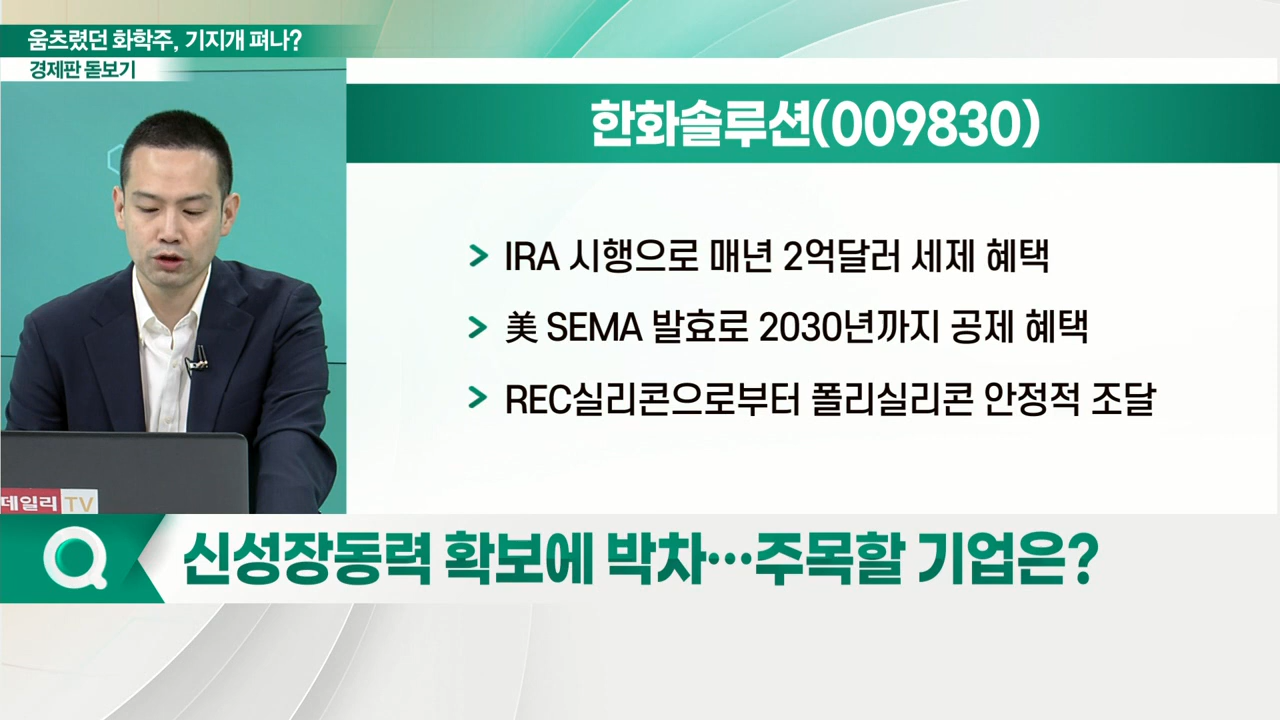 움츠렸던 화학주, 기지개 펴나?
경제판 돋보기
한화솔루션(009830)
IRA 시행으로 매년 2억달러 세제 혜택
美 SEMA 발효로 2030년까지 공제 혜택
REC실리콘으로부터 폴리실리콘 안정적 조달
데일리 TV
신성장동력 확보에 박차…주목할 기업은?